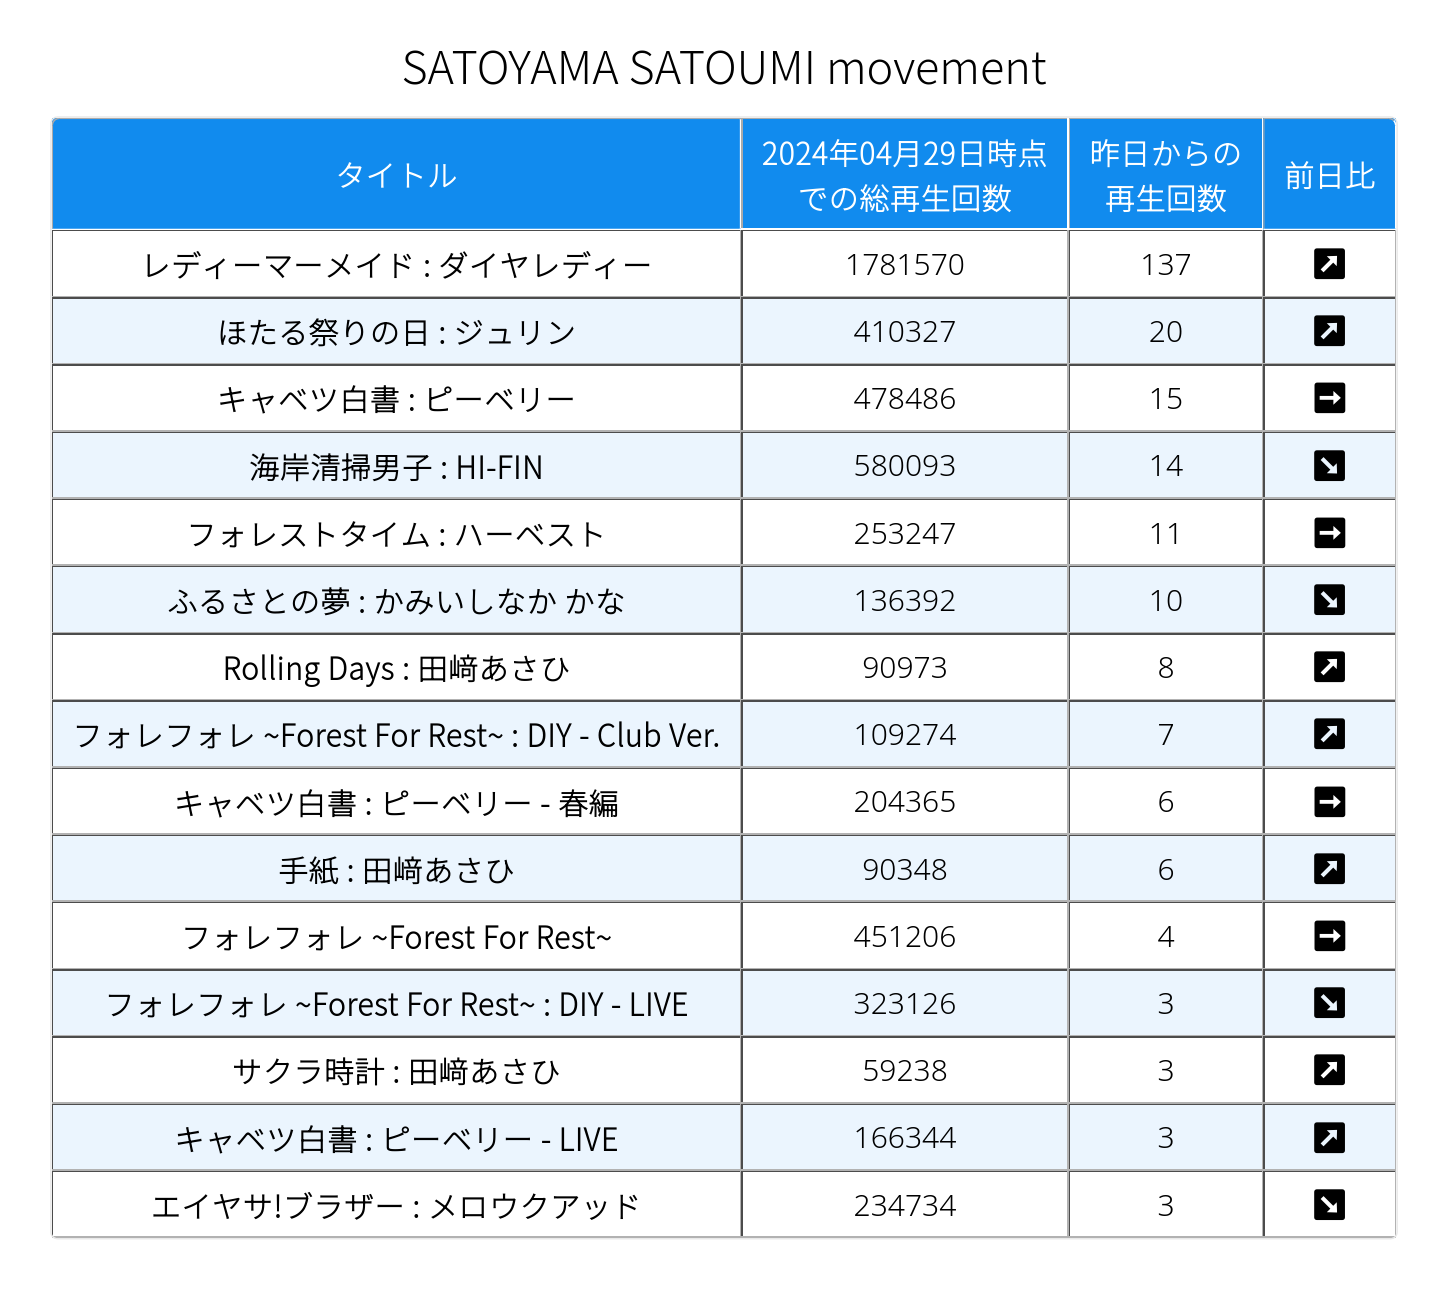 SATOYAMA SATOUMI movement
タイトル 2024年04月29日時点での総再生回数 昨日からの再生回数 前日比
レディーマーメイド : ダイヤレディー 1781570 137 ↗
ほたる祭りの日 : ジュリン 410327 20 ↗
キャベツ白書 : ピーベリー 478486 15 →
海岸清掃男子 : HI-FIN 580093 14 ↘
フォレストタイム : ハーベスト 253247 11 →
ふるさとの夢 : かみいしなか かな 136392 10 ↘
Rolling Days : 田﨑あさひ 90973 8 ↗
フォレフォレ ~Forest For Rest~ : DIY - Club Ver. 109274 7 ↗
キャベツ白書 : ピーベリー - 春編 204365 6 →
手紙 : 田﨑あさひ 90348 6 ↗
フォレフォレ ~Forest For Rest~ 451206 4 →
フォレフォレ ~Forest For Rest~ : DIY - LIVE 323126 3 ↘
サクラ時計 : 田﨑あさひ 59238 3 ↗
キャベツ白書 : ピーベリー - LIVE 166344 3 ↗
エイヤサ!ブラザー : メロウクアッド 234734 3 ↘